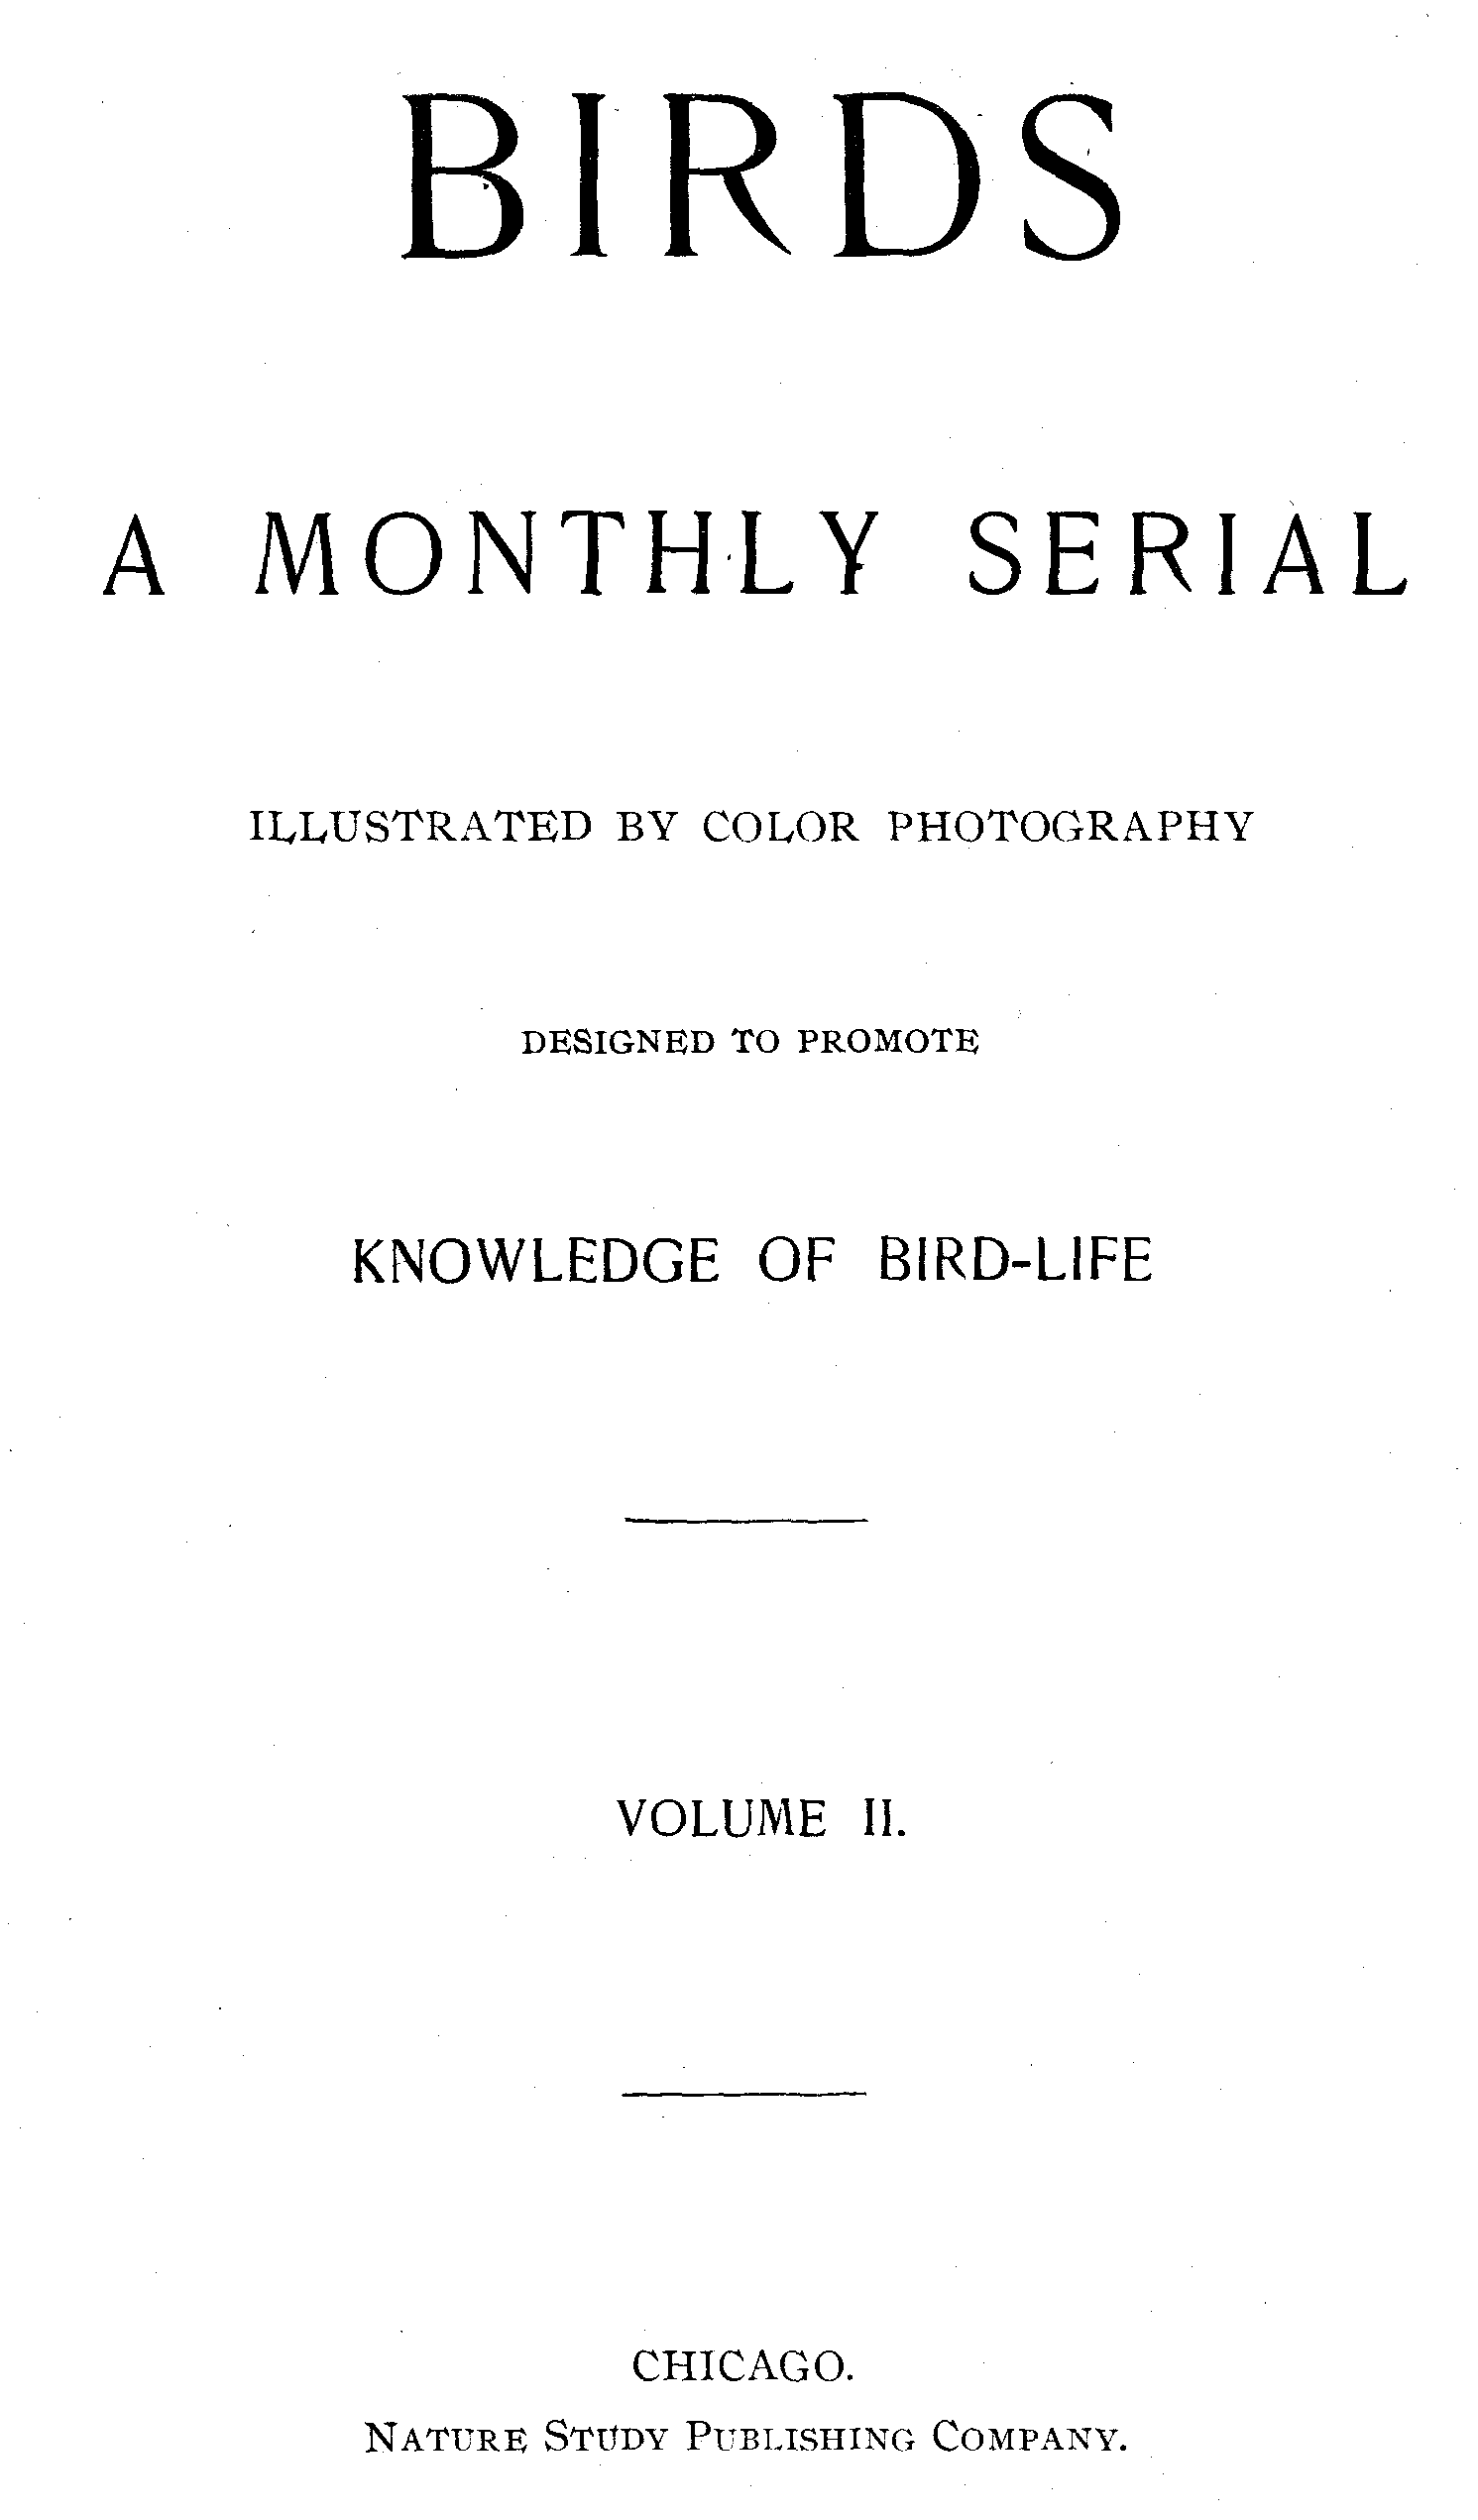 BIRDS
A MONTHLY SERIAL
ILLUSTRATED BY COLOR PHOTOGRAPHY
DESIGNED TO PROMOTE
KNOWLEDGE OF BIRD-LIFE
VOLUME II.
CHICAGO.
NATURE STUDY PUBLISHING COMPANY.